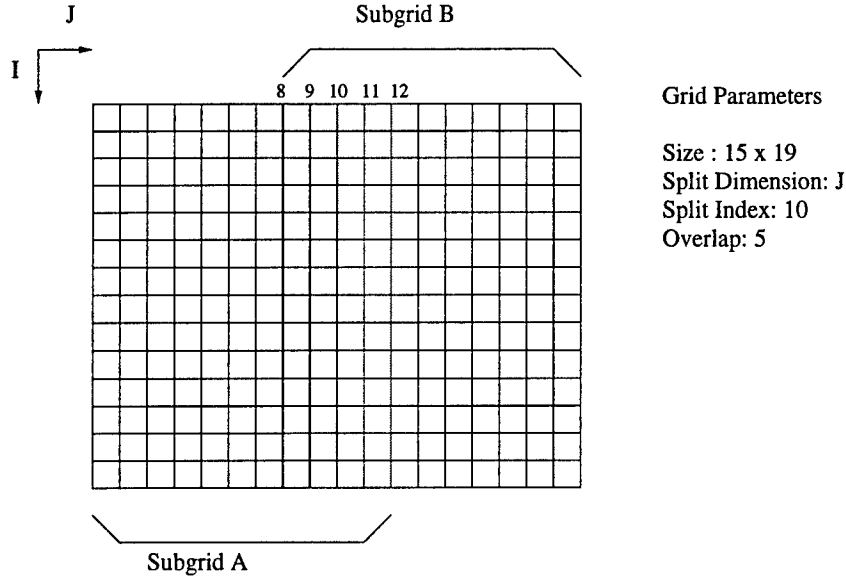 J
Subgrid B
I
8 9 10 11 12
Grid Parameters
Size : 15 x 19
Split Dimension: J
Split Index: 10
Overlap: 5
Subgrid A